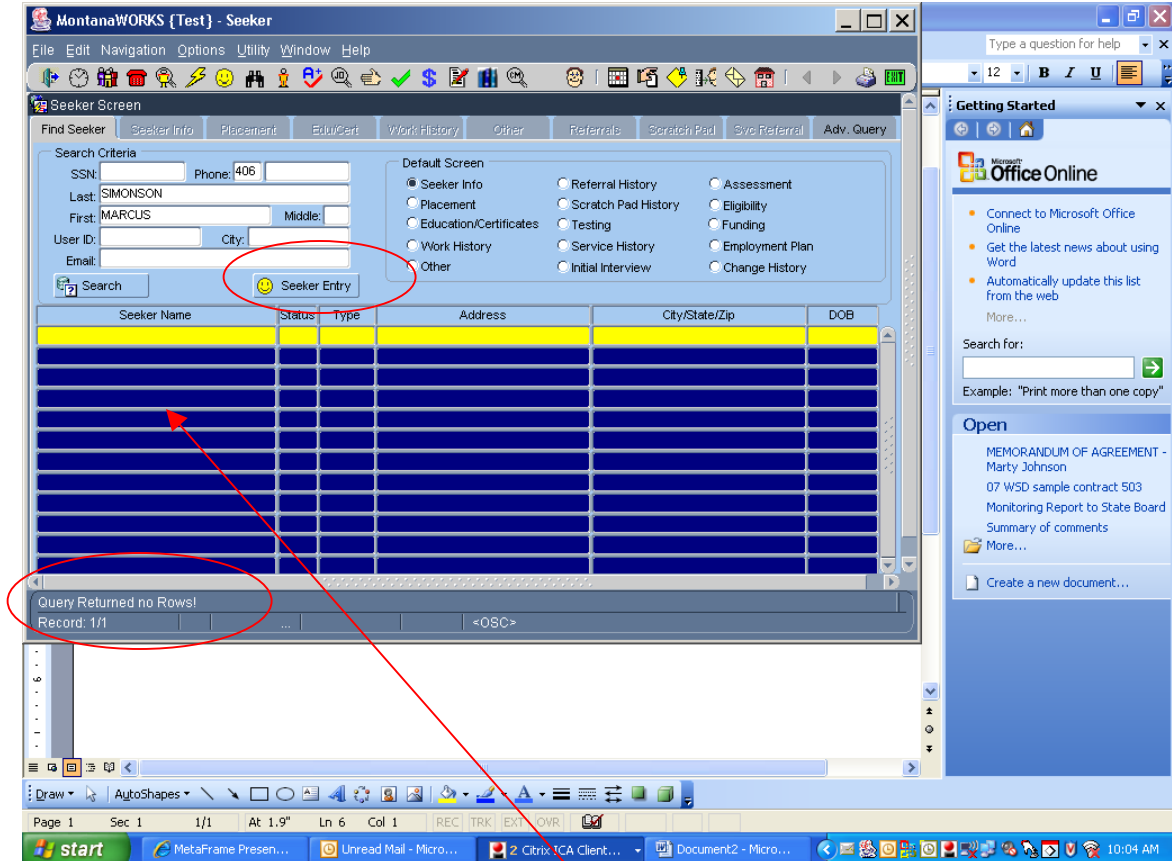 MontanaWORKS {Test} - Seeker
File Edit Navigation Options Utility Window Help
EXIT
Seeker Screen
Find Seeker Seeker Info Placement Edu/Cert Work History Other Referrals Scratch Pad Svc Referral Adv. Query
Search Criteria
SSN: Phone: 406
Last: SIMONSON
First: MARCUS Middle:
User ID: City:
Email:
Search Seeker Entry
Default Screen
Seeker Info Referral History Assessment
Placement Scratch Pad History Eligibility
Education/Certificates Testing Funding
Work History Service History Employment Plan
Other Initial Interview Change History
Seeker Name Status Type Address City/State/Zip DOB
Query Returned no Rows!
Record: 1/1 ... <OSC>
Type a question for help
12 B I U
Getting Started
Microsoft
Office Online
Connect to Microsoft Office
Online
Get the latest news about using
Word
Automatically update this list
from the web
More...
Search for:
Example: "Print more than one copy"
Open
MEMORANDUM OF AGREEMENT -
Marty Johnson
07 WSD sample contract 503
Monitoring Report to State Board
Summary of comments
More...
Create a new document...
Draw AutoShapes
Page 1 Sec 1 1/1 At 1.9" Ln 6 Col 1 REC TRK EXT OVR
start MetaFrame Presen... Unread Mail - Micro... 2 Citrix ICA Client... Document2 - Micro... 10:04 AM